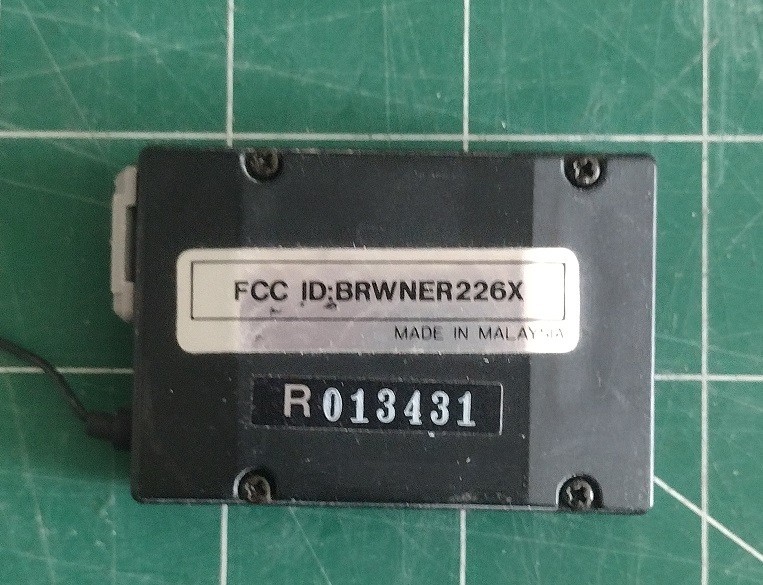 FCC ID:BRWNER226X
MADE IN MALAYSIA
R013431